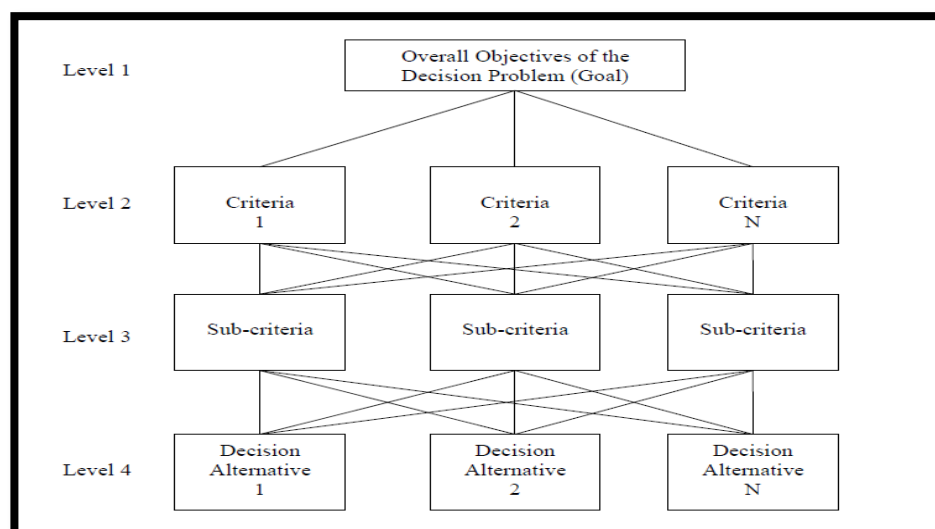 Level 1
Overall Objectives of the
Decision Problem (Goal)
Level 2
Criteria
1
Criteria
2
Criteria
N
Level 3
Sub-criteria
Sub-criteria
Sub-criteria
Level 4
Decision
Alternative
1
Decision
Alternative
2
Decision
Alternative
N